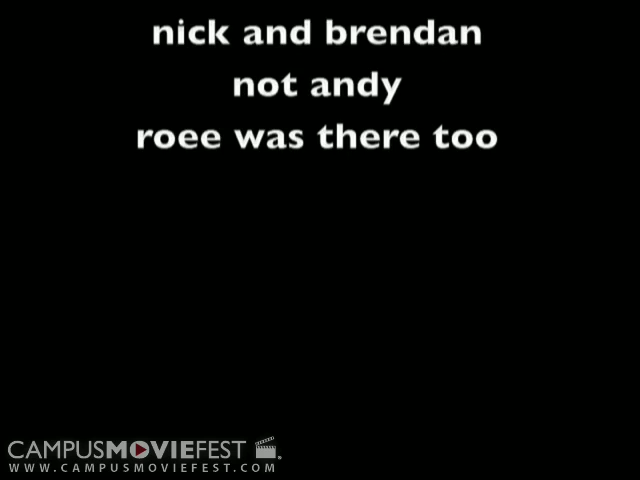 nick and brendan
not andy
roee was there too
CAMPUSMOVIEFEST
WWW.CAMPUSMOVIEFEST.COM